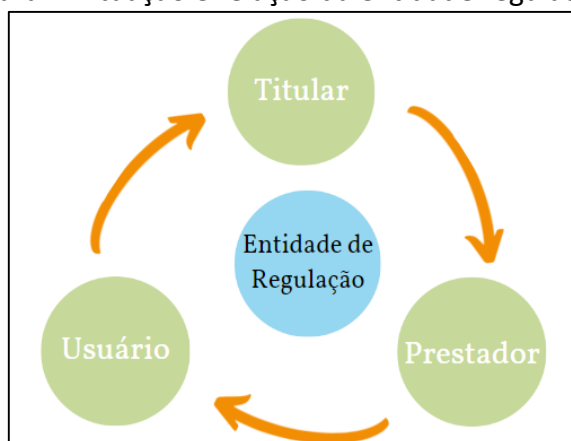 Titular
Entidade de
Regulação
Usuário
Prestador